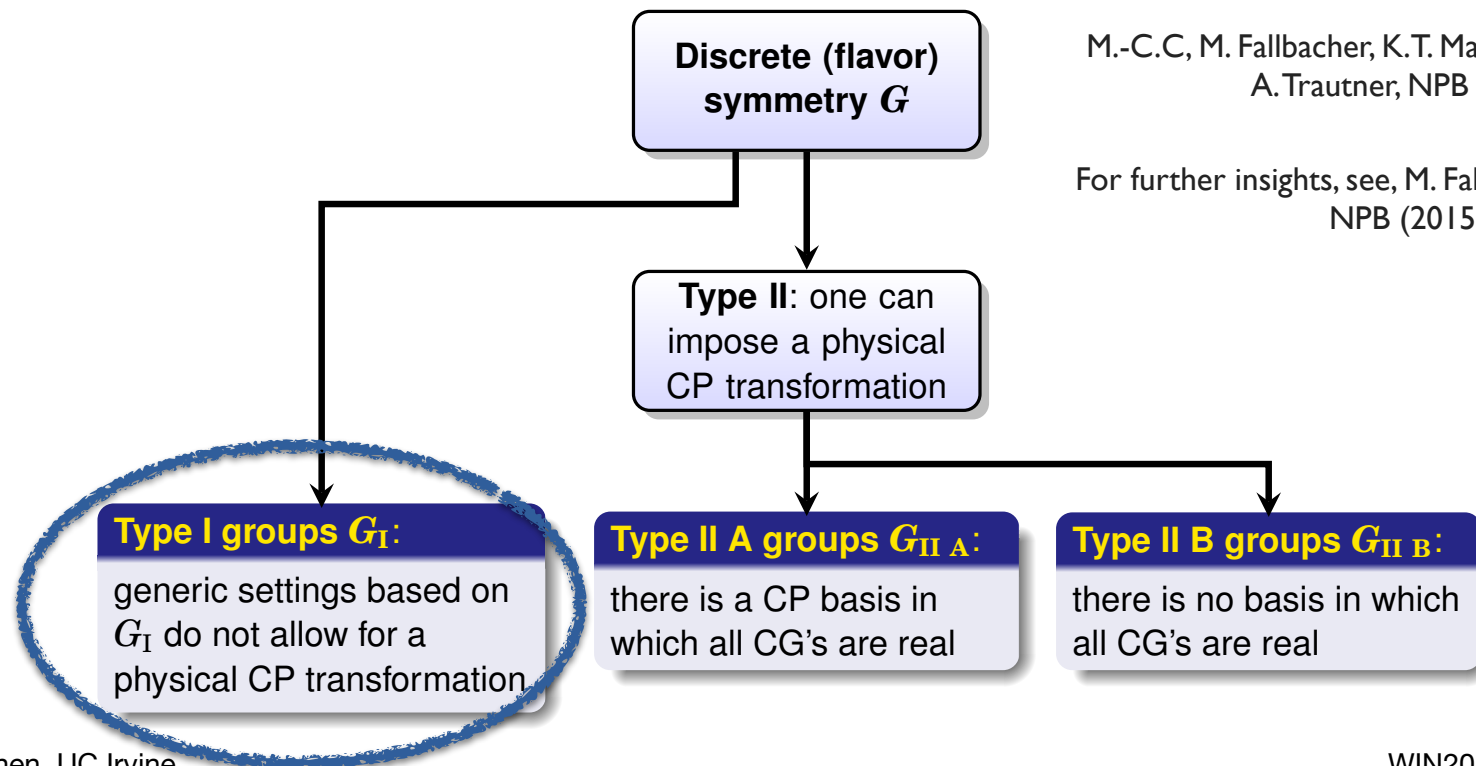 Discrete (flavor)
symmetry G
M.-C.C, M. Fallbacher, K.T.
A. Trautner, NPB
For further insights, see, M.
NPB (2015
Type II: one can
impose a physical
CP transformation
Type I groups G_I:
generic settings based on
G_I do not allow for a
physical CP transformation
Type II A groups G_II A:
there is a CP basis in
which all CG's are real
Type II B groups G_II B:
there is no basis in which
all CG's are real
UC Irvine